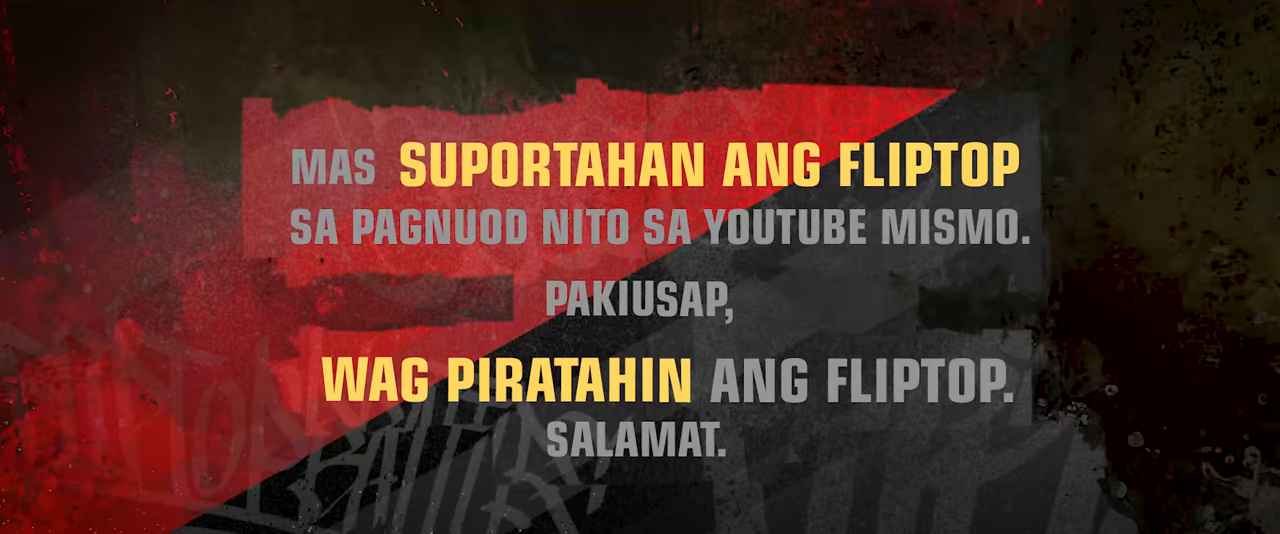 MAS SUPORTAHAN ANG FLIPTOP
SA PAGNUOD NITO SA YOUTUBE MISMO.
PAKIUSAP,
WAG PIRATAHIN ANG FLIPTOP.
SALAMAT.